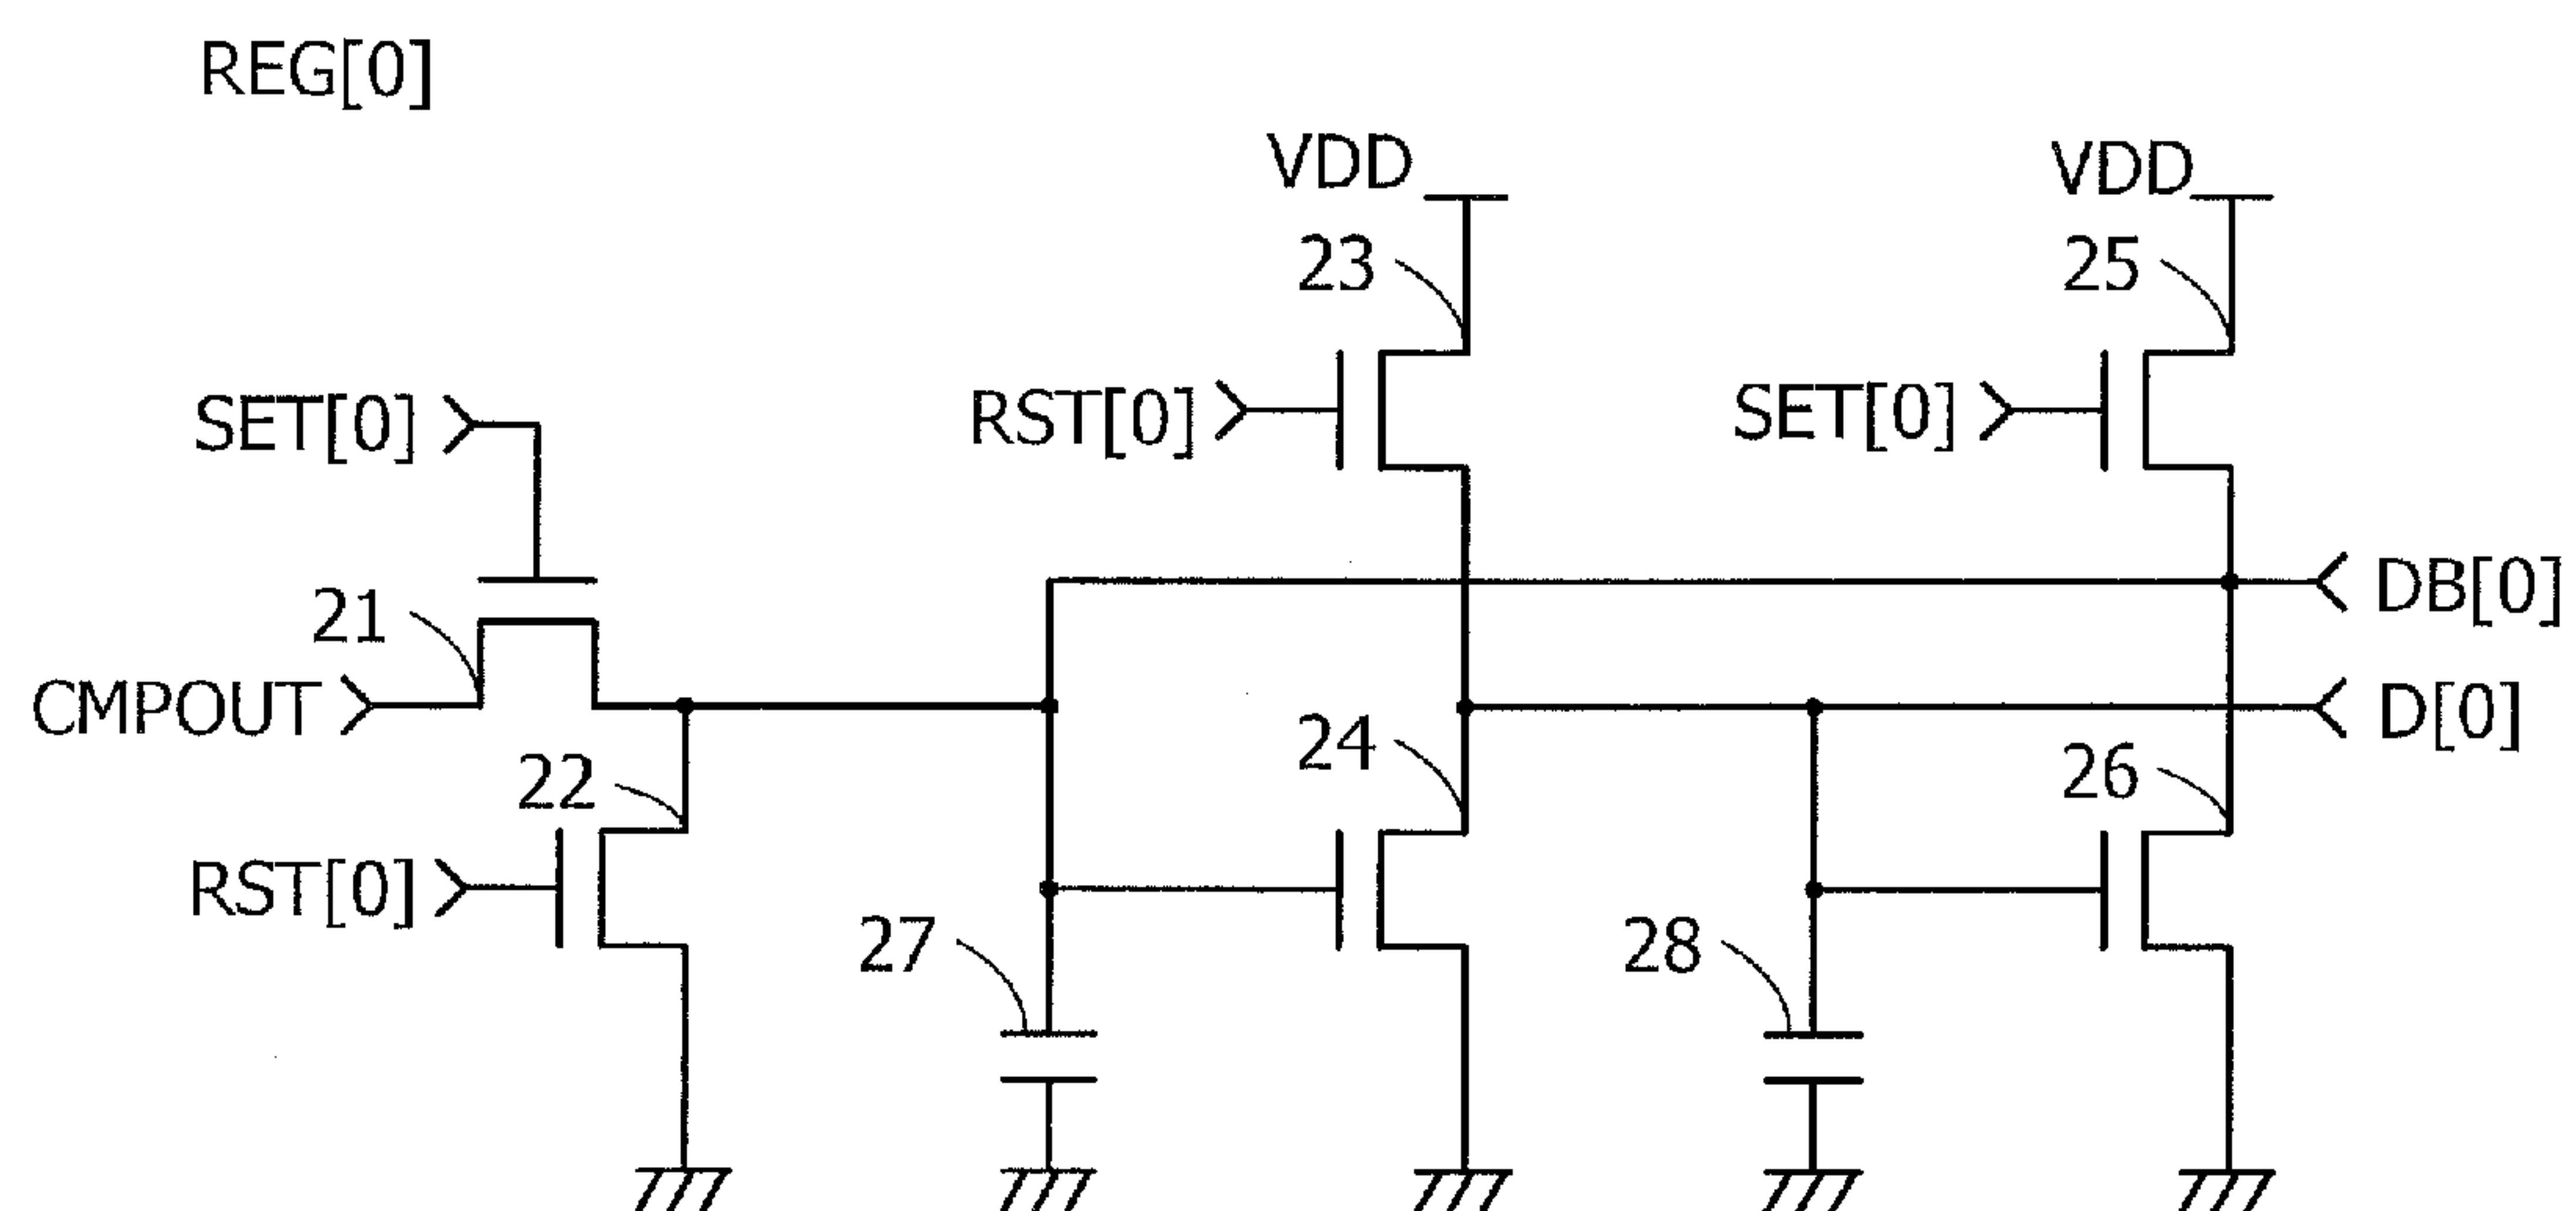 REG[0]
VDD
VDD
23
25
SET[0]
RST[0]
SET[0]
21
DB[0]
CMPOUT
D[0]
22
24
26
RST[0]
27
28